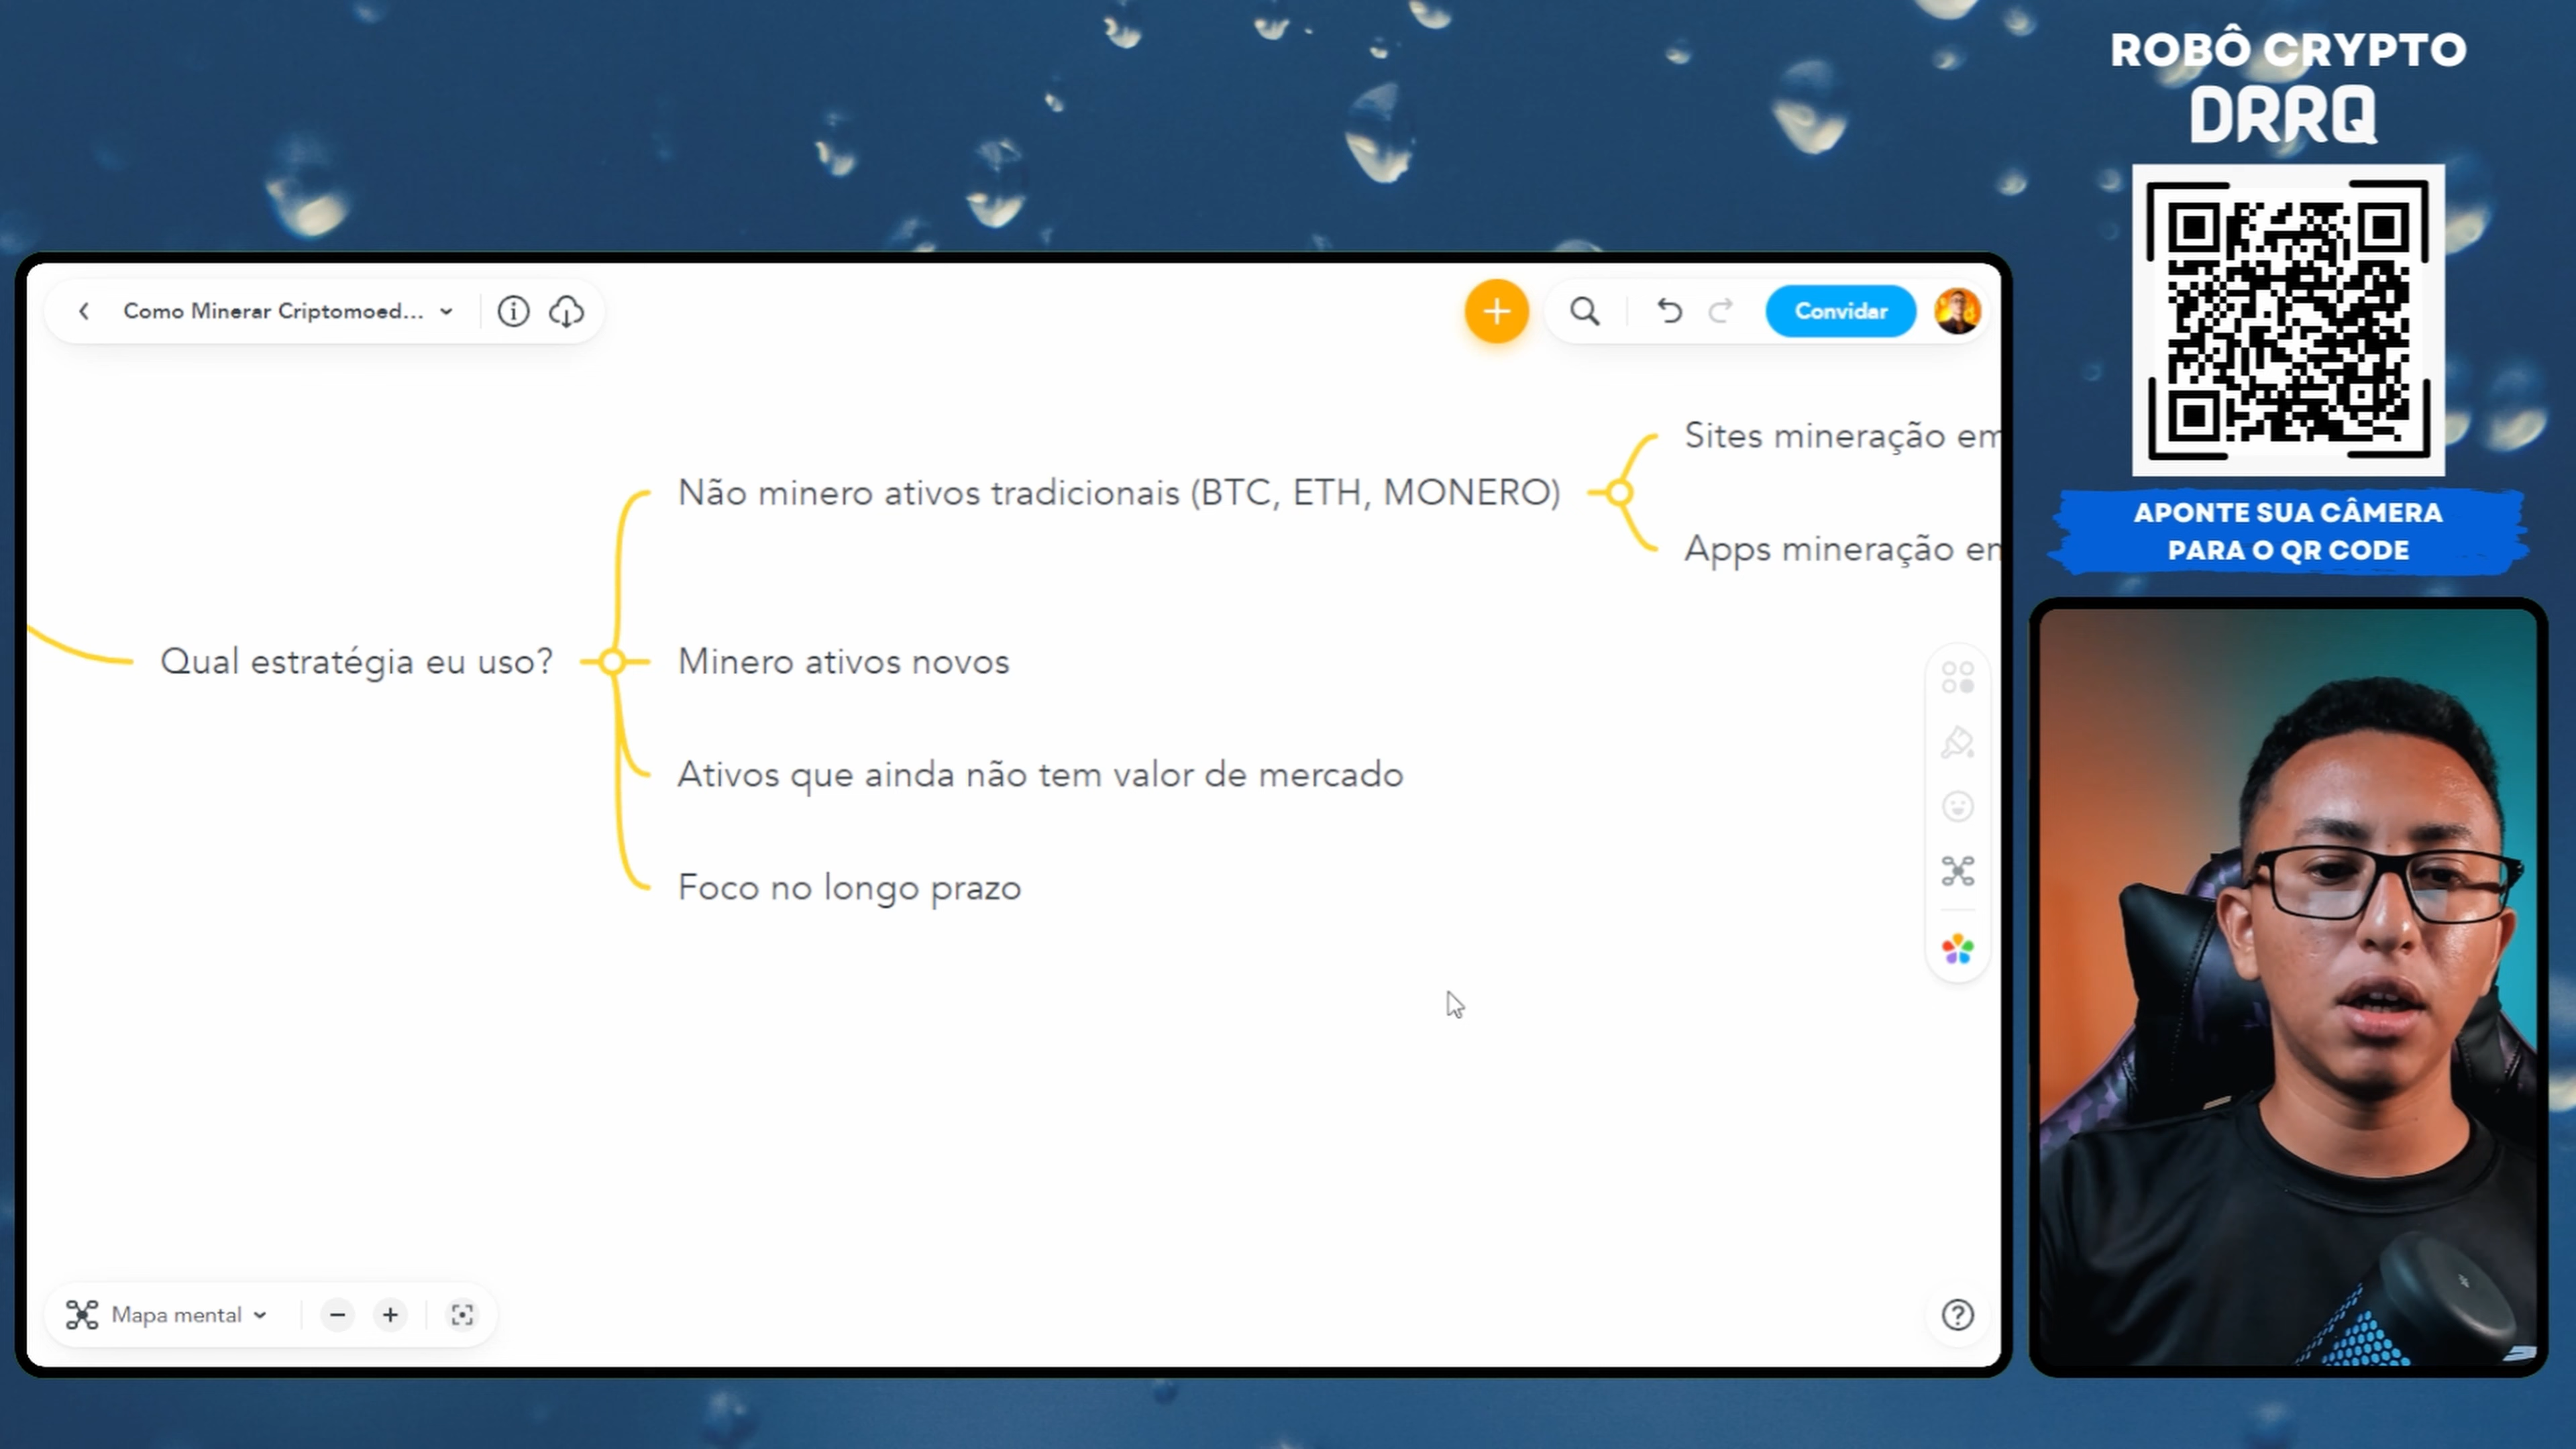 ROBÔ CRYPTO
DRRQ
APONTE SUA CÂMERA
PARA O QR CODE
Como Minerar Criptomoed...
Convidar
Qual estratégia eu uso?
Não minero ativos tradicionais (BTC, ETH, MONERO)
Sites mineração em
Apps mineração
Minero ativos novos
Ativos que ainda não tem valor de mercado
Foco no longo prazo
Mapa mental